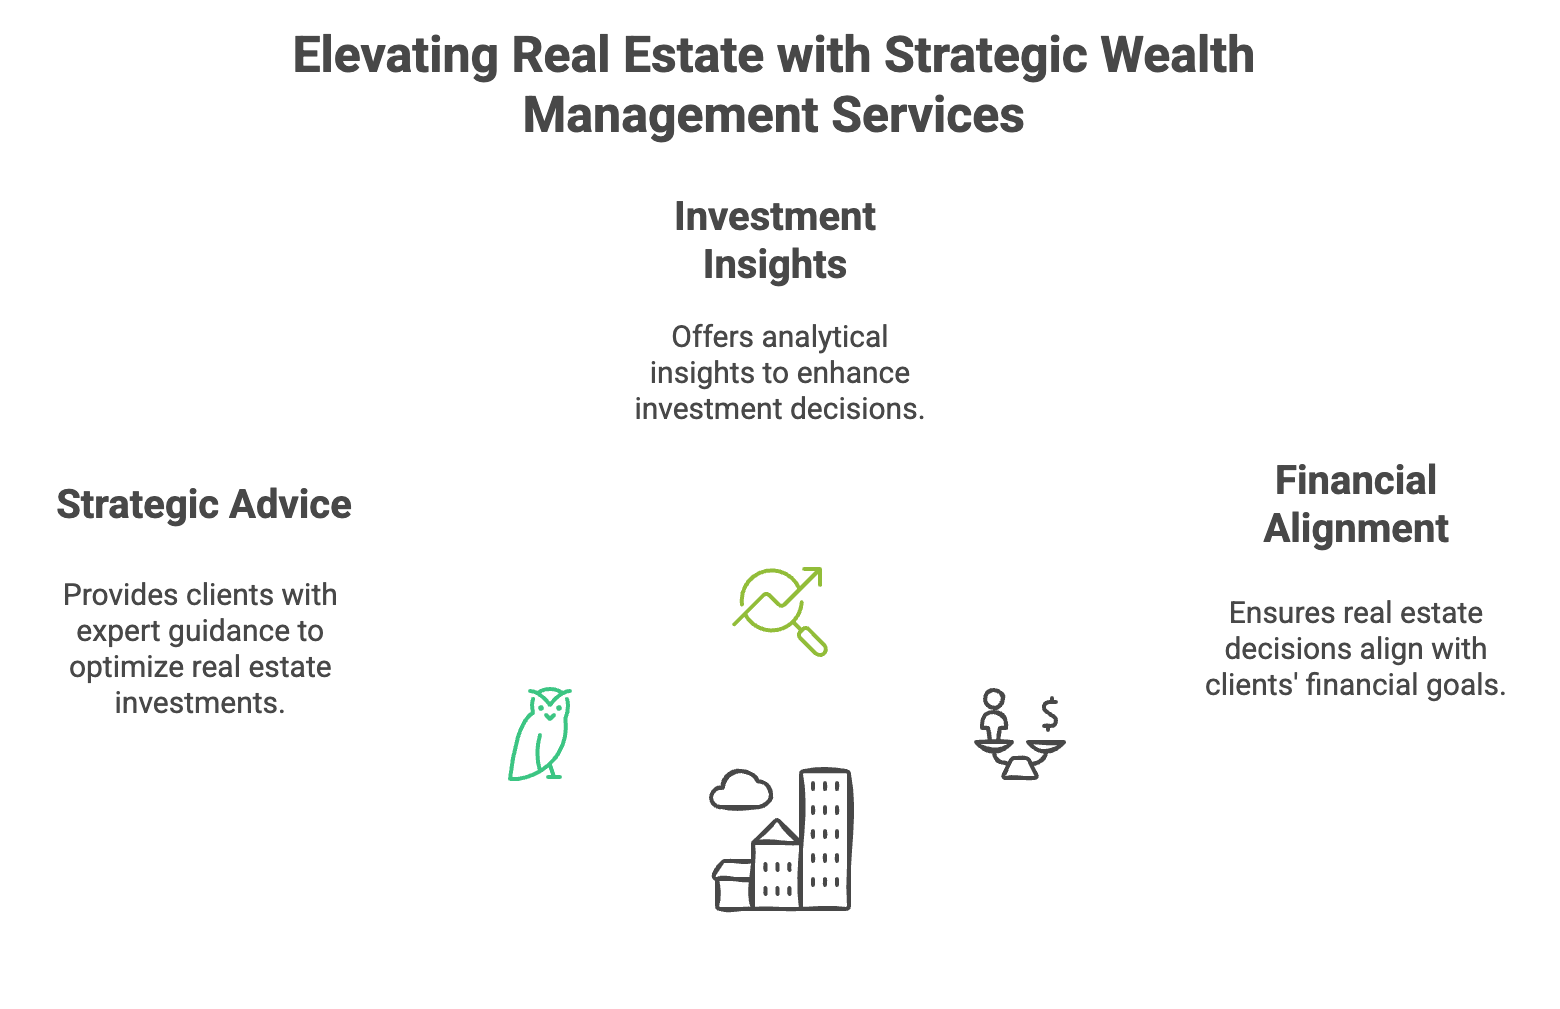 Elevating Real Estate with Strategic Wealth
Management Services
Investment
Insights
Offers analytical
insights to enhance
investment decisions.
Strategic Advice
Provides clients with
expert guidance to
optimize real estate
investments.
Financial
Alignment
Ensures real estate
decisions align with
clients' financial goals.
$